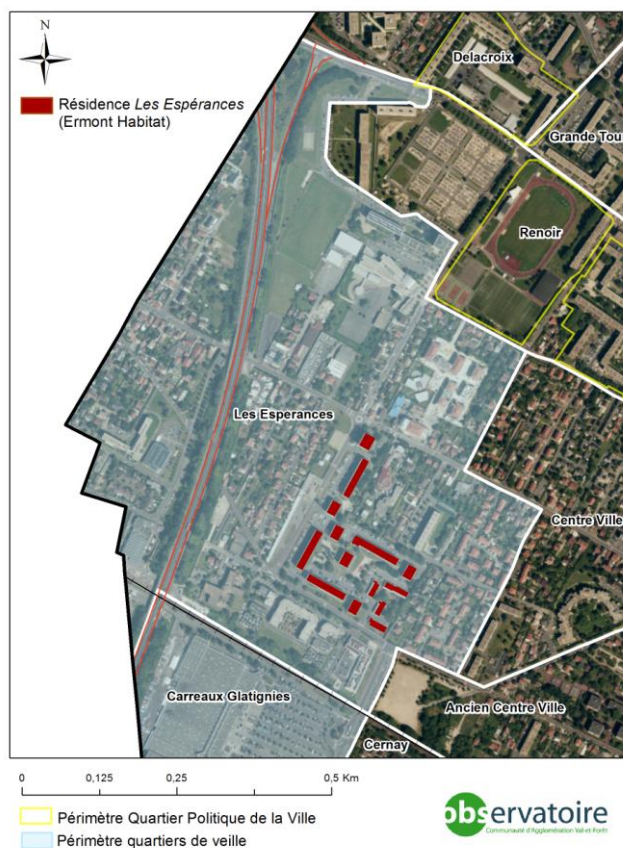 N
Résidence Les Espérances
(Ermont Habitat)
Delacroix
Grande Tour
Renoir
Les Esperances
Centre Ville
Carreaux Glatignies
Ancien Centre Ville
Cernay
0 0,125 0,25 0,5 Km
Périmètre Quartier Politique de la Ville
Périmètre quartiers de veille
observatoire
Communauté d'Agglomération Val et Forêt